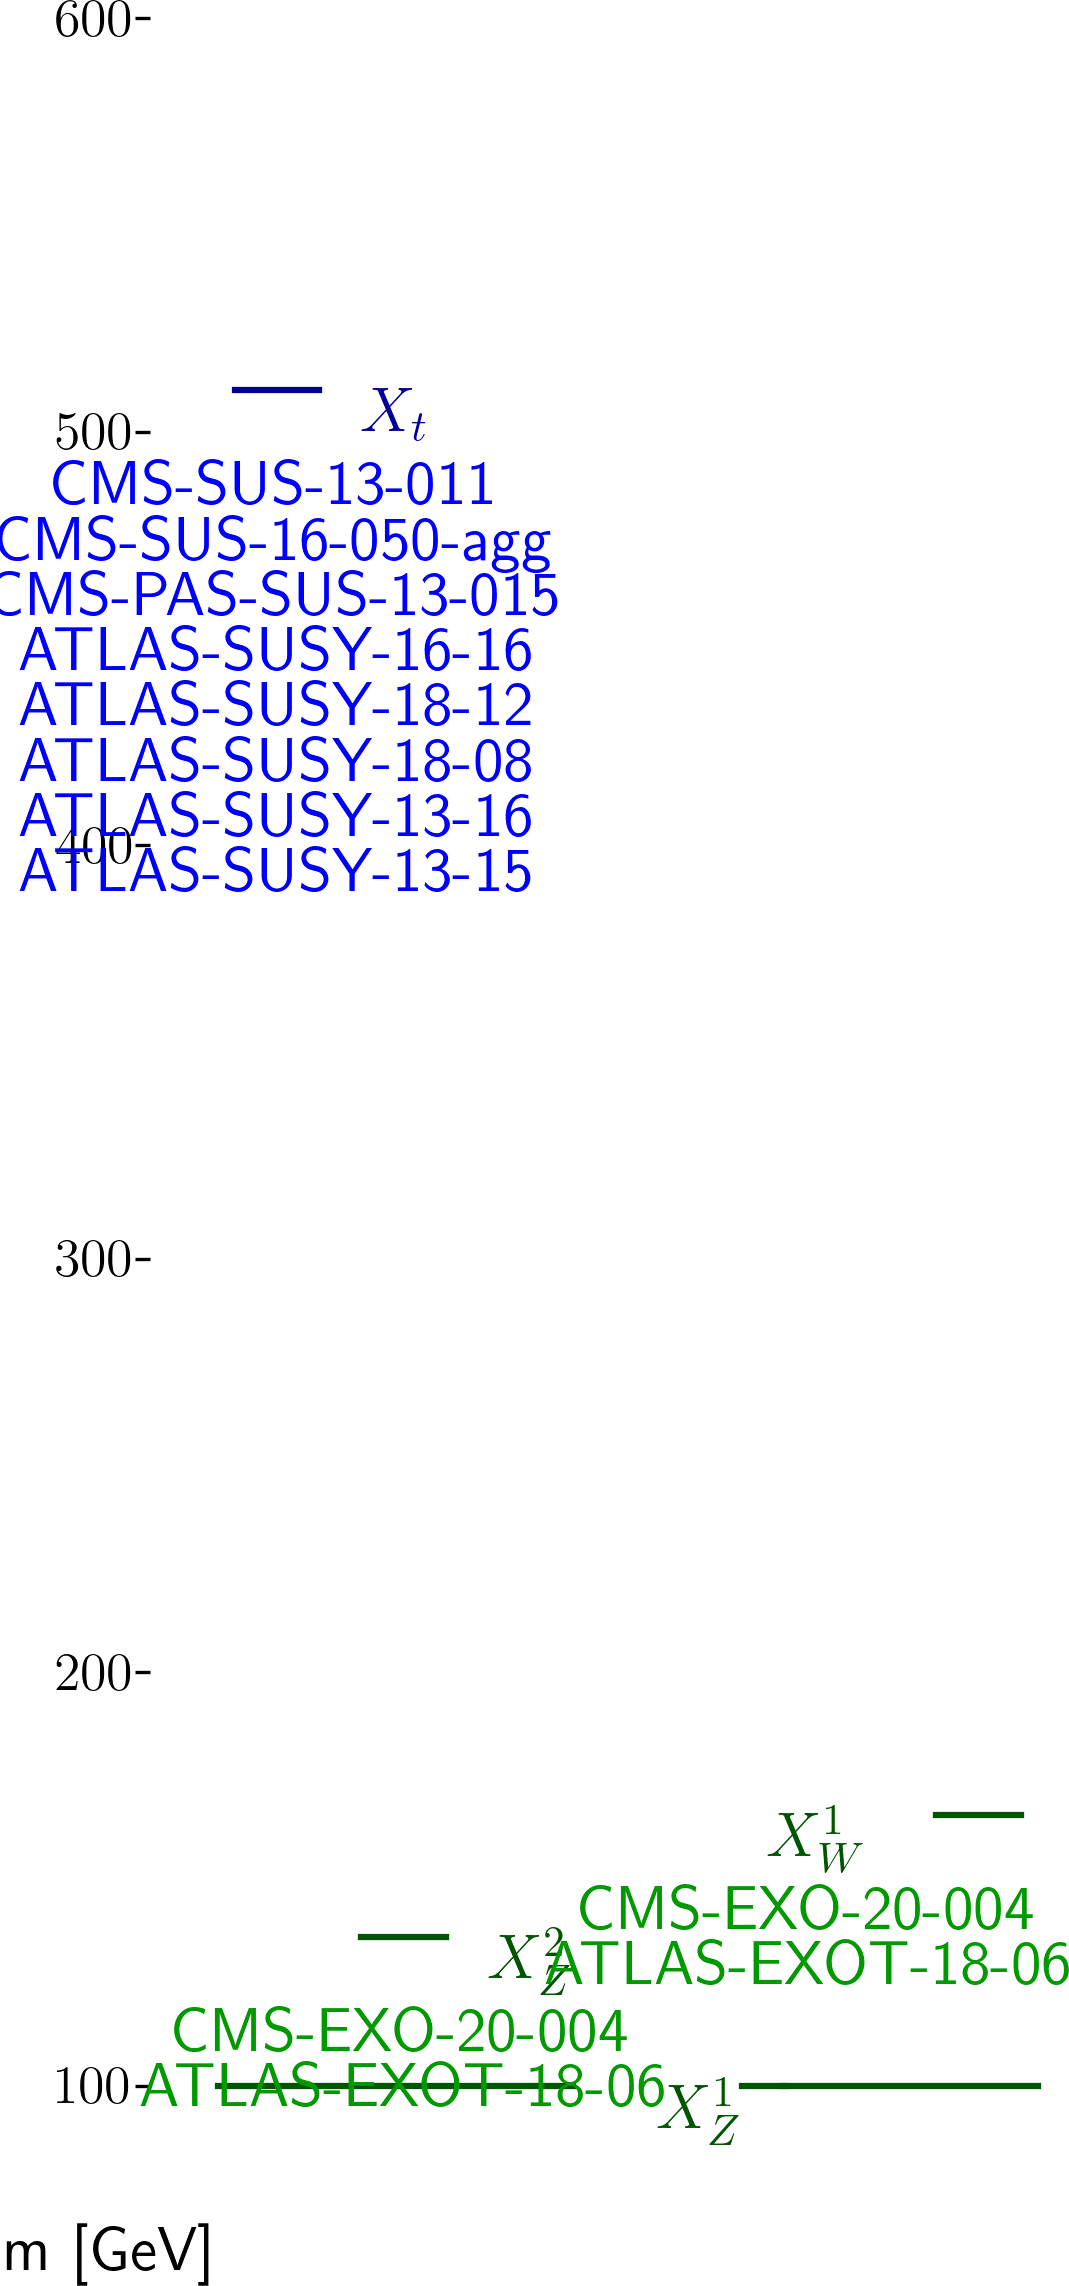 600-
X_t
500-
CMS-SUS-13-011
CMS-SUS-16-050-agg
CMS-PAS-SUS-13-015
ATLAS-SUSY-16-16
ATLAS-SUSY-18-12
ATLAS-SUSY-18-08
ATLAS-SUSY-13-16
400-
ATLAS-SUSY-13-15
300-
200-
X_W^1
CMS-EXO-20-004
X_Z^2
ATLAS-EXOT-18-06
CMS-EXO-20-004
100-
ATLAS-EXOT-18-06
X_Z^1
m [GeV]